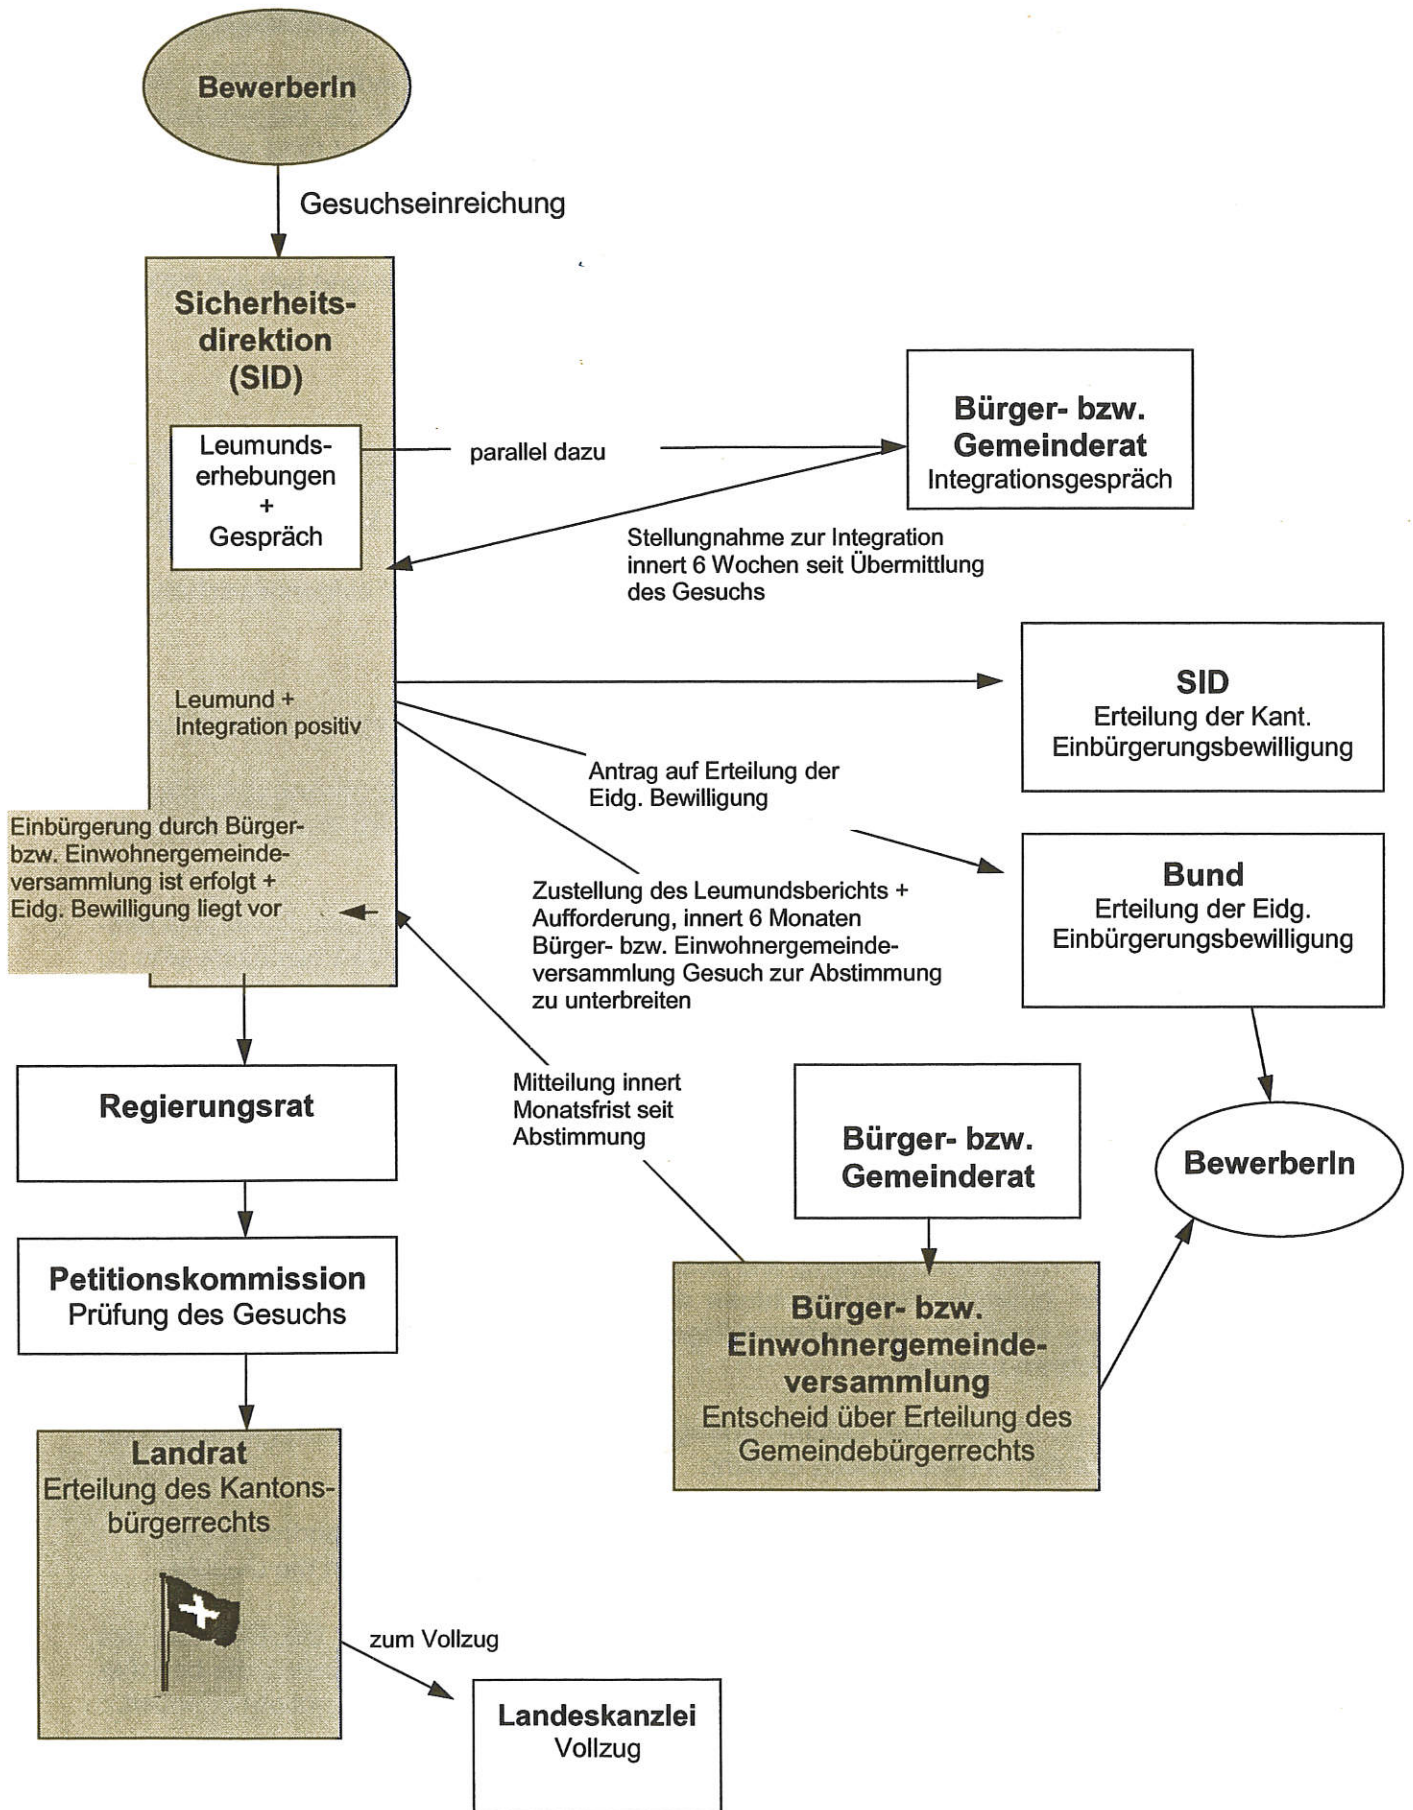 BewerberIn
Gesuchseinreichung
Sicherheits-
direktion
(SID)
Leumunds-
erhebungen
+
Gespräch
parallel dazu
Bürger- bzw.
Gemeinderat
Integrationsgespräch
Stellungnahme zur Integration
innert 6 Wochen seit Übermittlung
des Gesuchs
Leumund +
Integration positiv
SID
Erteilung der Kant.
Einbürgerungsbewilligung
Antrag auf Erteilung der
Eidg. Bewilligung
Bund
Erteilung der Eidg.
Einbürgerungsbewilligung
Einbürgerung durch Bürger-
bzw. Einwohnergemeinde-
versammlung ist erfolgt +
Eidg. Bewilligung liegt vor
Zustellung des Leumundsberichts +
Aufforderung, innert 6 Monaten
Bürger- bzw. Einwohnergemeinde-
versammlung Gesuch zur Abstimmung
zu unterbreiten
Mitteilung innert
Monatsfrist seit
Abstimmung
Bürger- bzw.
Gemeinderat
BewerberIn
Regierungsrat
Petitionskommission
Prüfung des Gesuchs
Bürger- bzw.
Einwohnergemeinde-
versammlung
Entscheid über Erteilung des
Gemeindebürgerrechts
Landrat
Erteilung des Kantons-
bürgerrechts
zum Vollzug
Landeskanzlei
Vollzug